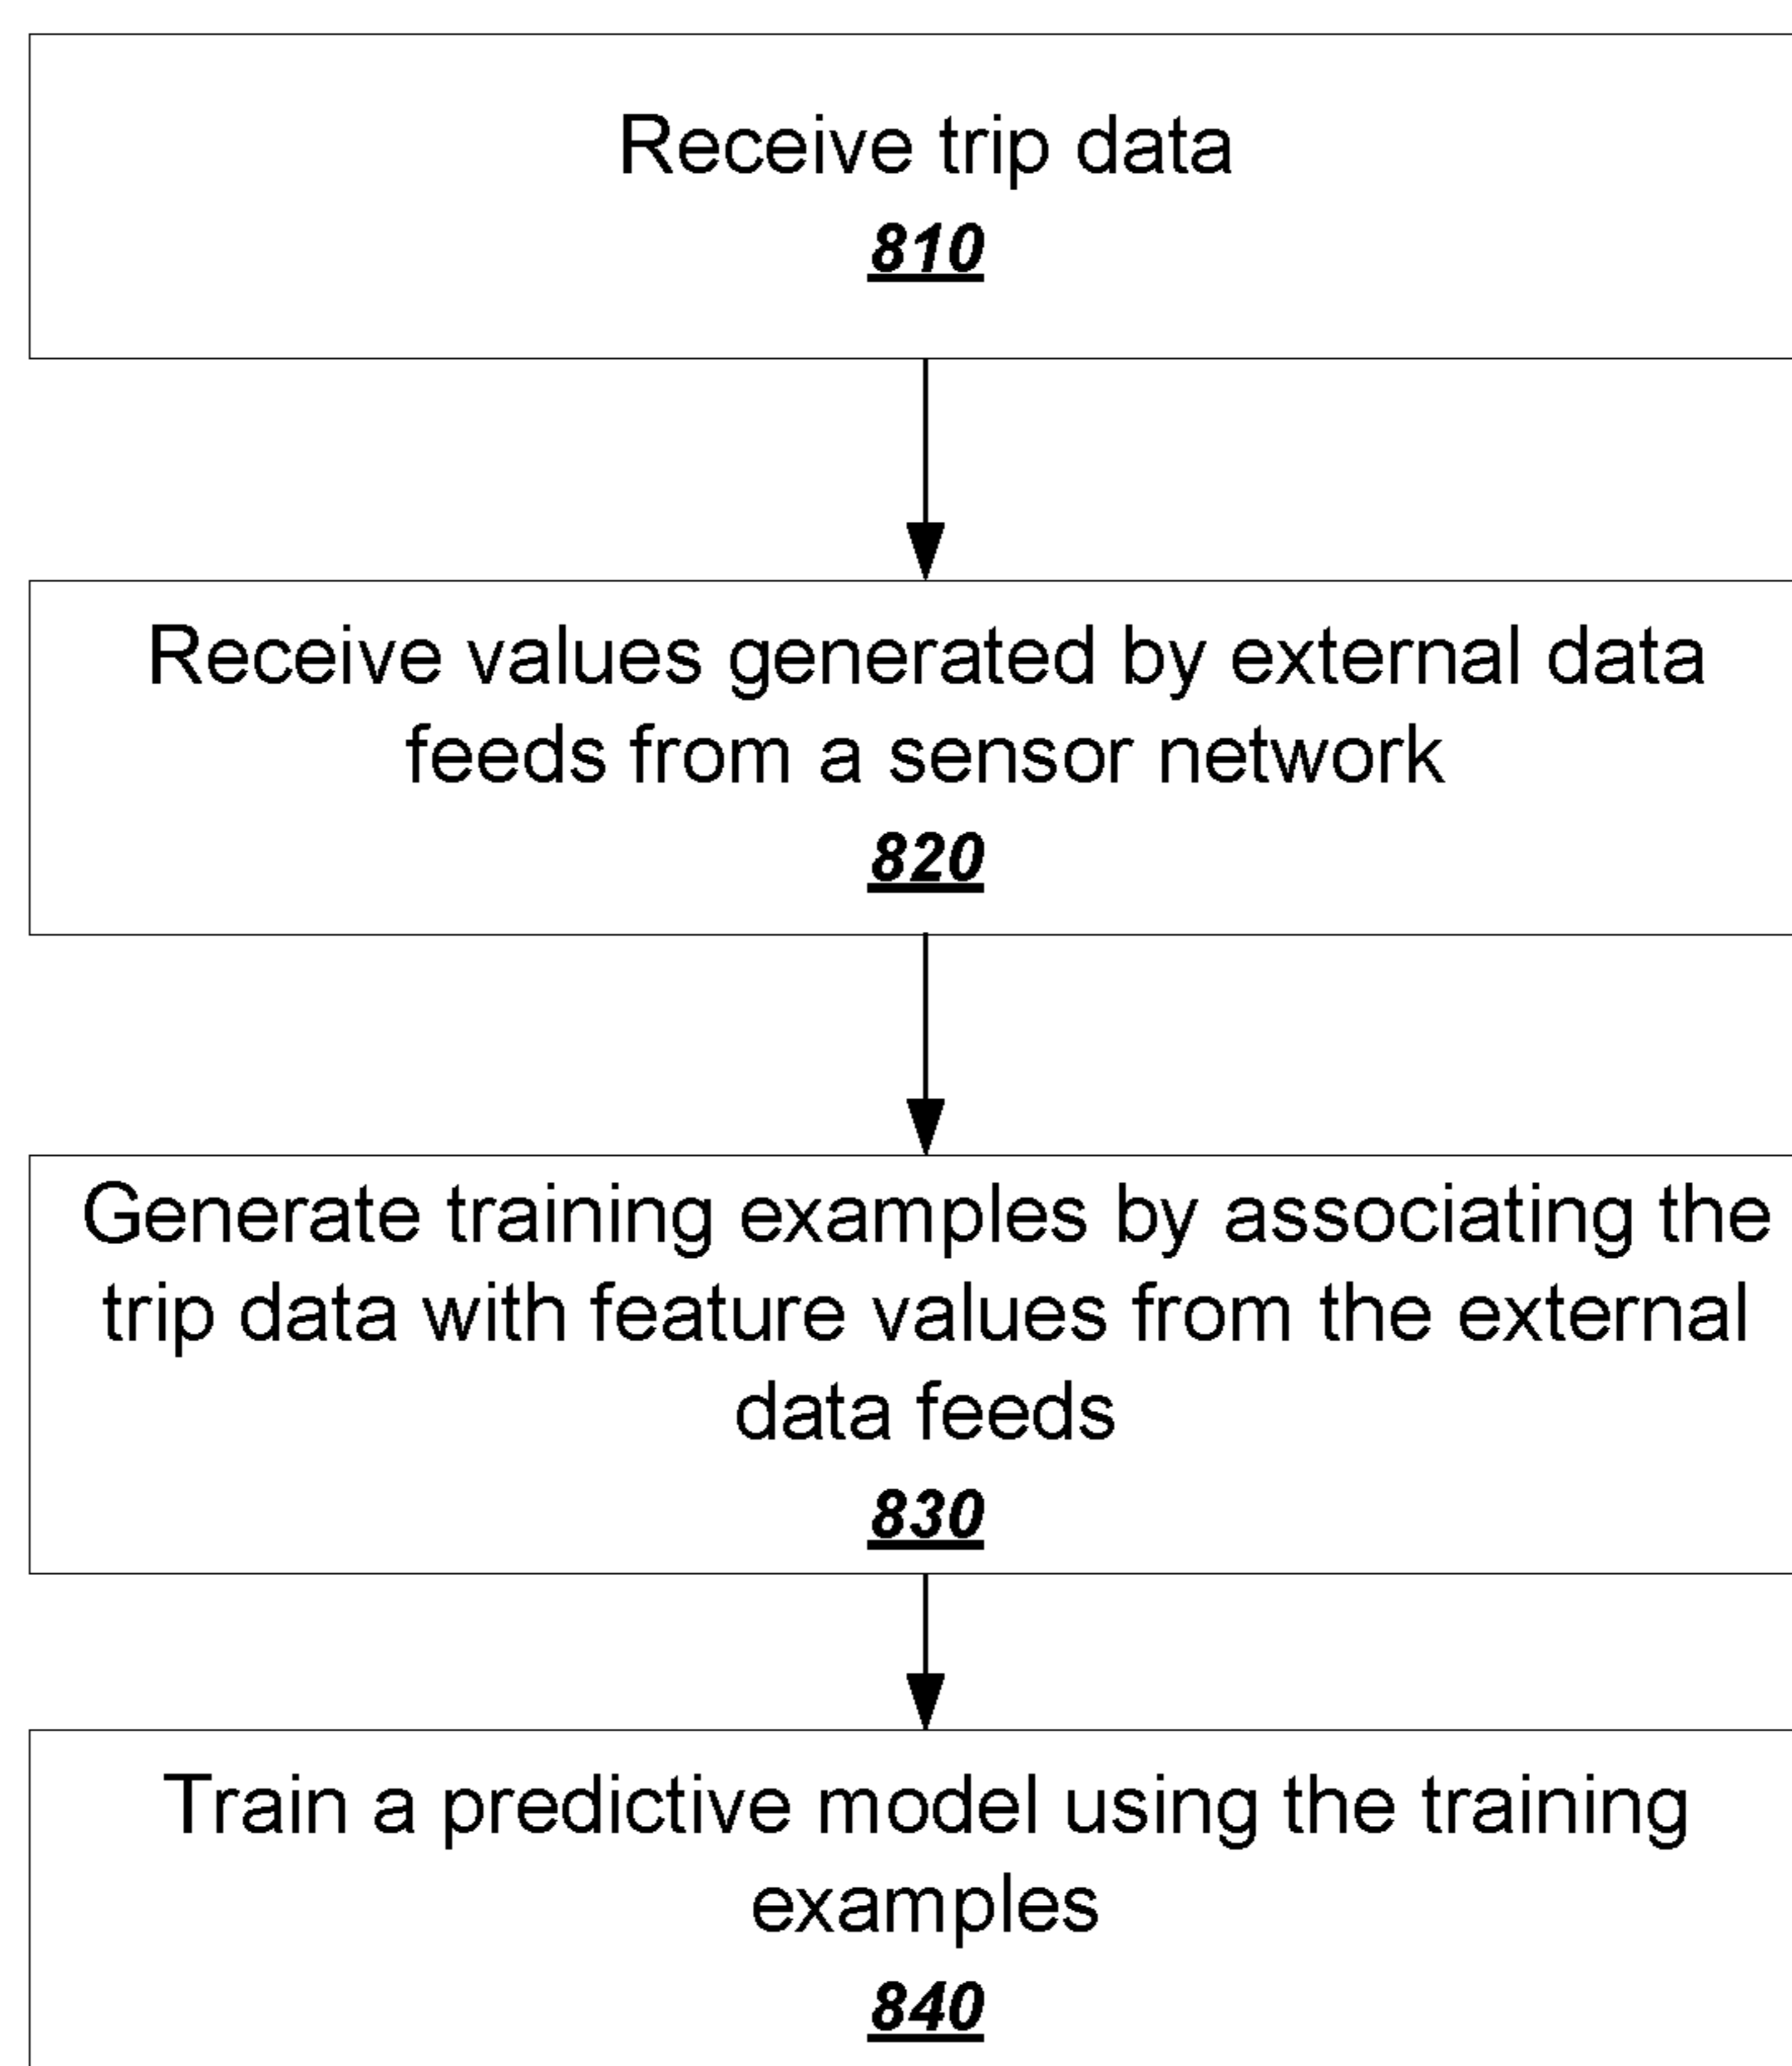 Receive trip data
810
Receive values generated by external data
feeds from a sensor network
820
Generate training examples by associating the
trip data with feature values from the external
data feeds
830
Train a predictive model using the training
examples
840